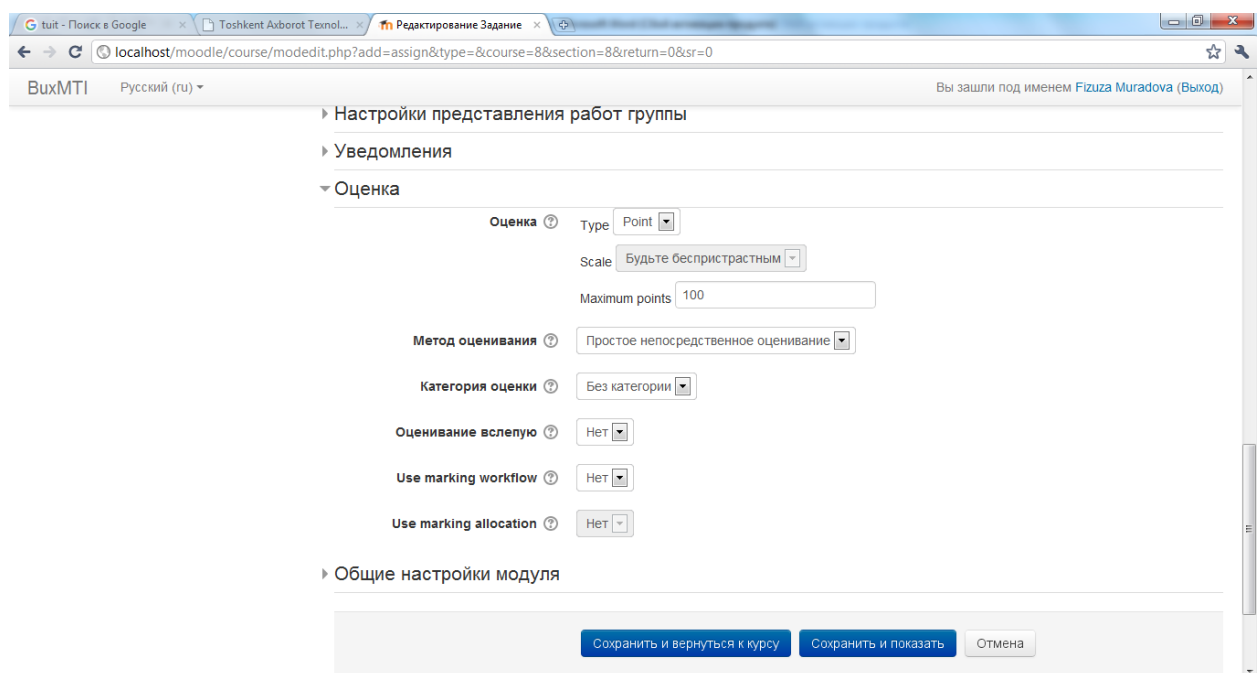 tuit - Поиск в Google
Toshkent Axborot Texnol...
Редактирование Задание
localhost/moodle/course/modedit.php?add=assign&type=&course=8&section=8&return=0&sr=0
BuxMTI Русский (ru) Вы зашли под именем Fizuza Muradova (Выход)
Настройки представления работ группы
Уведомления
Оценка
Оценка Type Point
Scale Будьте беспристрастным
Maximum points 100
Метод оценивания Простое непосредственное оценивание
Категория оценки Без категории
Оценивание вслепую Нет
Use marking workflow Нет
Use marking allocation Нет
Общие настройки модуля
Сохранить и вернуться к курсу Сохранить и показать Отмена